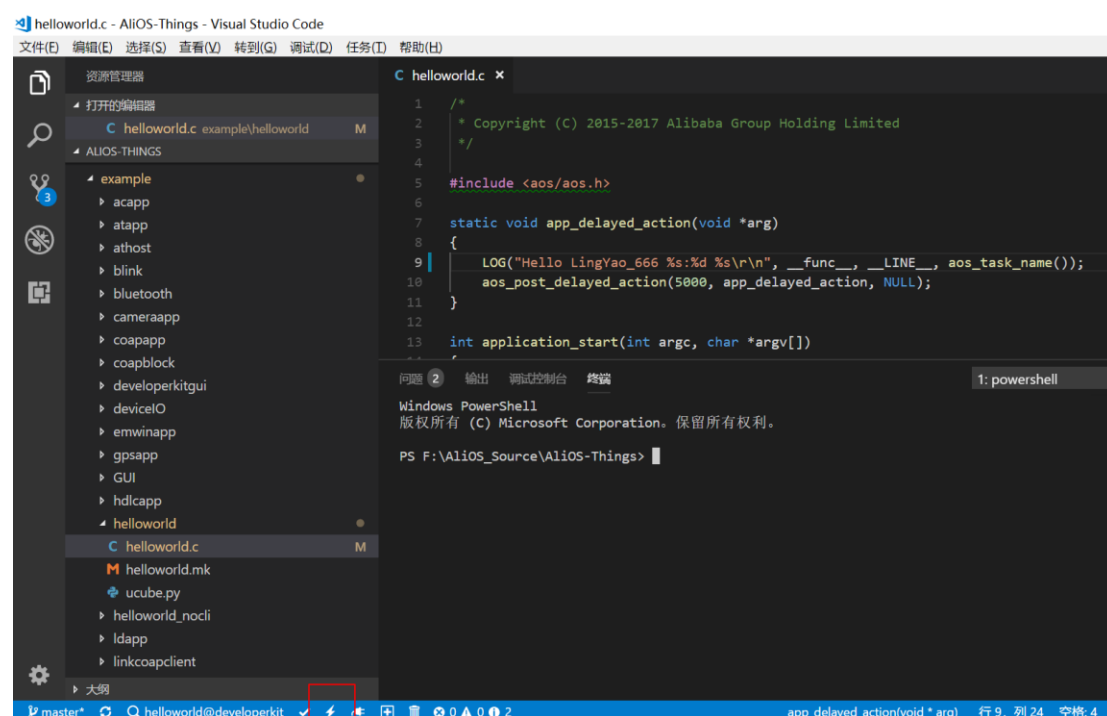 helloworld.c - AliOS-Things - Visual Studio Code
文件(F) 编辑(E) 选择(S) 查看(V) 转到(G) 调试(D) 任务(T) 帮助(H)
资源管理器
打开的编辑器
C helloworld.c example\helloworld M
ALIOS-THINGS
example
acapp
atapp
athost
blink
bluetooth
cameraapp
coapapp
coapblock
developerkitgui
deviceIO
emwinapp
gpsapp
GUI
hdlcapp
helloworld
C helloworld.c M
M helloworld.mk
ucube.py
helloworld_nocli
ldapp
linkcoapclient
大纲
3
C helloworld.c ×
1 /*
2 * Copyright (C) 2015-2017 Alibaba Group Holding Limited
3 */
4
5 #include <aos/aos.h>
6
7 static void app_delayed_action(void *arg)
8 {
9 LOG("Hello LingYao_666 %s:%d %s\r\n", __func__, __LINE__, aos_task_name());
10 aos_post_delayed_action(5000, app_delayed_action, NULL);
11 }
12
13 int application_start(int argc, char *argv[])
问题 2 输出 调试控制台 终端 1: powershell
Windows PowerShell
版权所有 (C) Microsoft Corporation。保留所有权利。
PS F:\AliOS_Source\AliOS-Things>
master* helloworld@developerkit 0 0 2 app_delayed_action(void * arg) 行 9，列 24 空格: 4